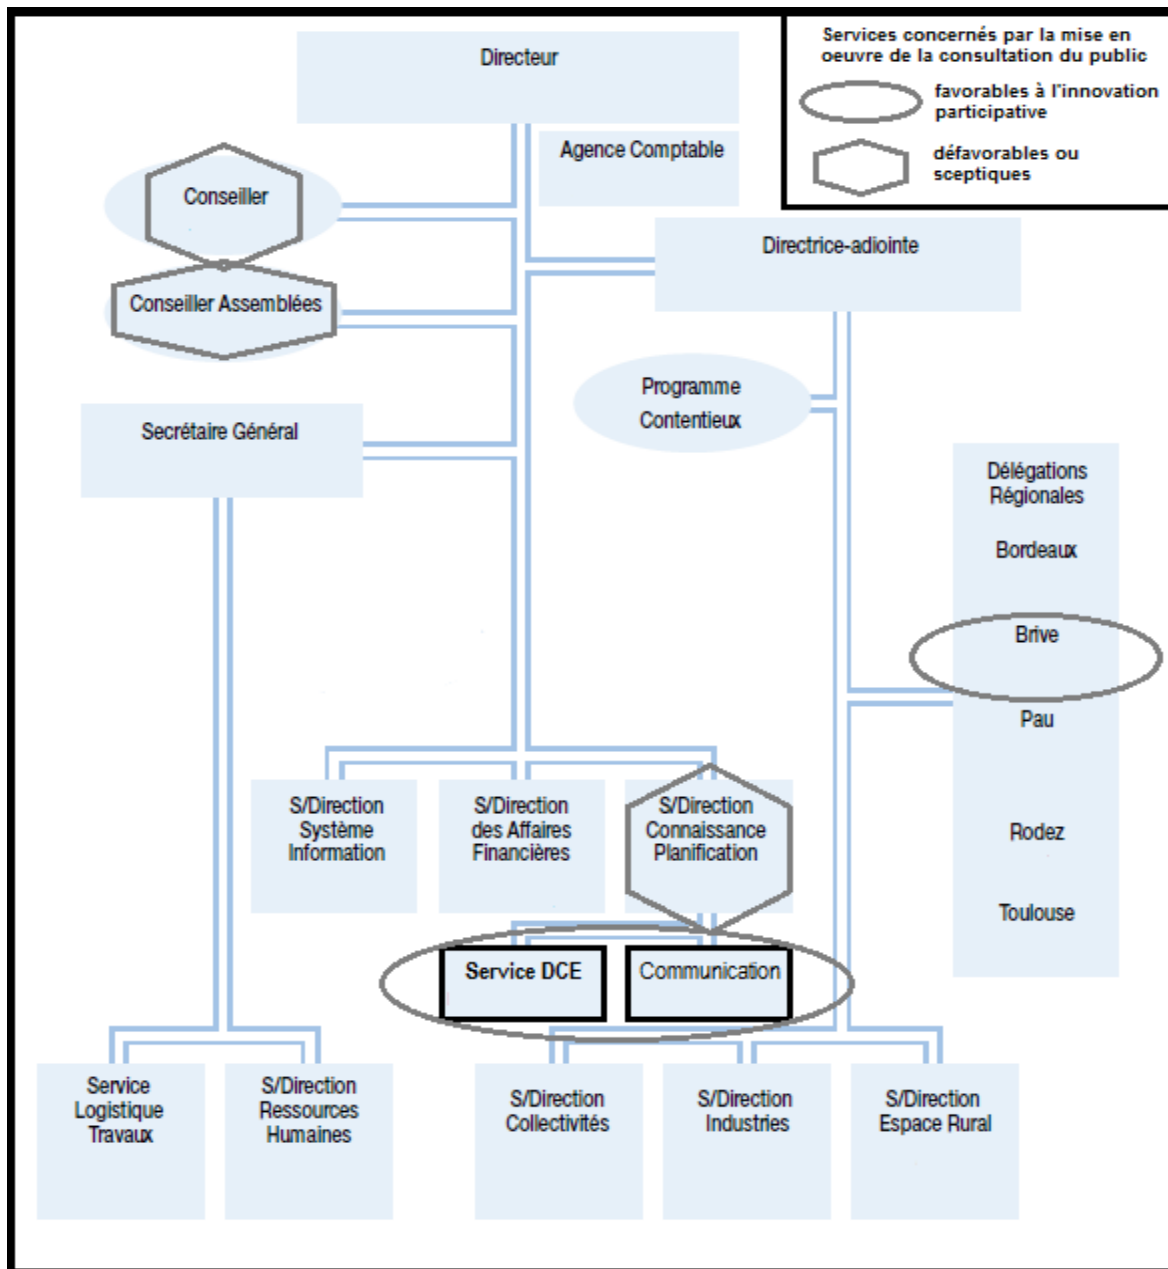 Directeur
Services concernés par la mise en
oeuvre de la consultation du public
favorables à l'innovation
participative
défavorables ou
sceptiques
Agence Comptable
Conseiller
Directrice-adiointe
Conseiller Assemblées
Programme
Contentieux
Secrétaire Général
Délégations
Régionales
Bordeaux
Brive
Pau
Rodez
Toulouse
S/Direction
Système
Information
S/Direction
des Affaires
Financières
S/Direction
Connaissance
Planification
Service DCE
Communication
Service
Logistique
Travaux
S/Direction
Ressources
Humaines
S/Direction
Collectivités
S/Direction
Industries
S/Direction
Espace Rural